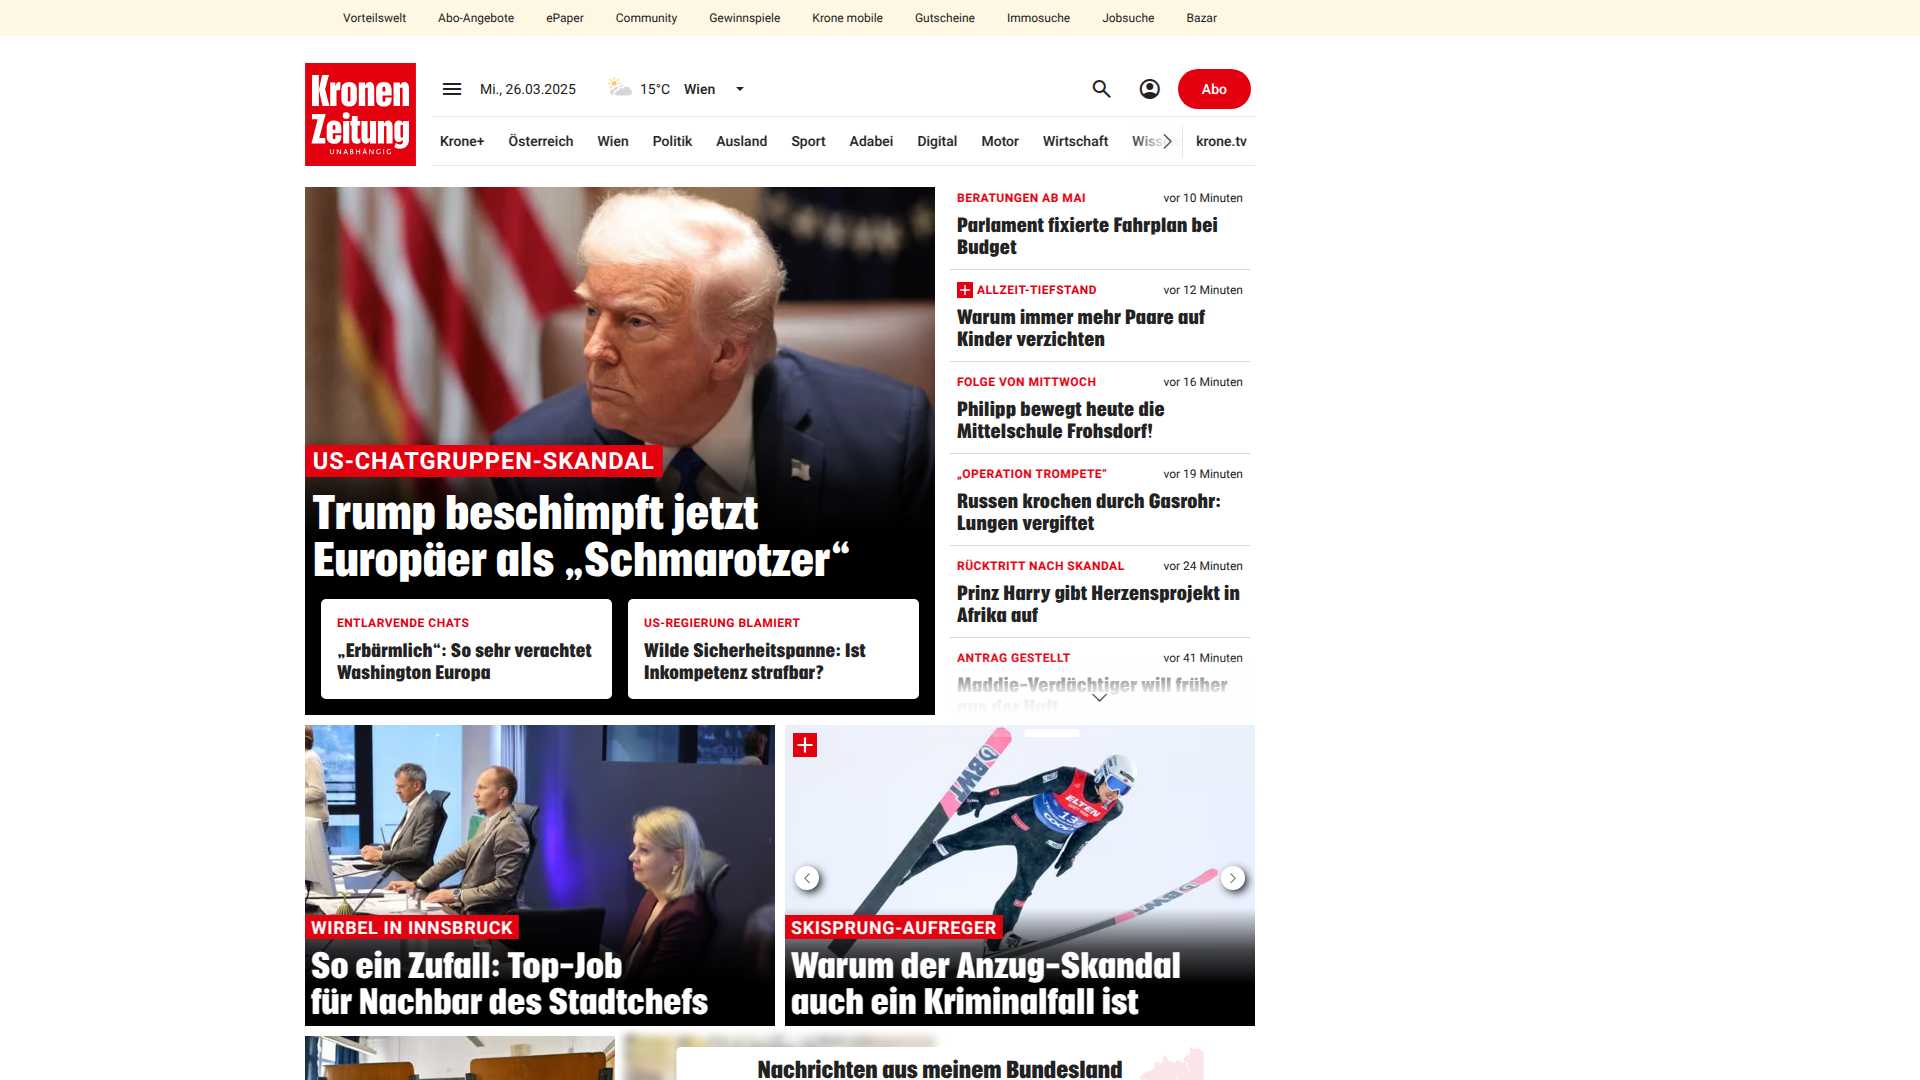 Vorteilswelt
Abo-Angebote
ePaper
Community
Gewinnspiele
Krone mobile
Gutscheine
Immosuche
Jobsuche
Bazar
Kronen
Zeitung
UNABHÄNGIG
Mi., 26.03.2025
15°C
Wien
Abo
Krone+
Österreich
Wien
Politik
Ausland
Sport
Adabei
Digital
Motor
Wirtschaft
Wiss
krone.tv
US-CHATGRUPPEN-SKANDAL
Trump beschimpft jetzt
Europäer als „Schmarotzer“
ENTLARVENDE CHATS
„Erbärmlich“: So sehr verachtet
Washington Europa
US-REGIERUNG BLAMIERT
Wilde Sicherheitspanne: Ist
Inkompetenz strafbar?
BERATUNGEN AB MAI
vor 10 Minuten
Parlament fixierte Fahrplan bei
Budget
ALLZEIT-TIEFSTAND
vor 12 Minuten
Warum immer mehr Paare auf
Kinder verzichten
FOLGE VON MITTWOCH
vor 16 Minuten
Philipp bewegt heute die
Mittelschule Frohsdorf!
„OPERATION TROMPETE“
vor 19 Minuten
Russen krochen durch Gasrohr:
Lungen vergiftet
RÜCKTRITT NACH SKANDAL
vor 24 Minuten
Prinz Harry gibt Herzensprojekt in
Afrika auf
ANTRAG GESTELLT
vor 41 Minuten
Maddie-Verdächtiger will früher
aus der Haft
WIRBEL IN INNSBRUCK
So ein Zufall: Top-Job
für Nachbar des Stadtchefs
BWT
ELTEN
13
COOP
SKISPRUNG-AUFREGER
Warum der Anzug-Skandal
auch ein Kriminalfall ist
Nachrichten aus meinem Bundesland